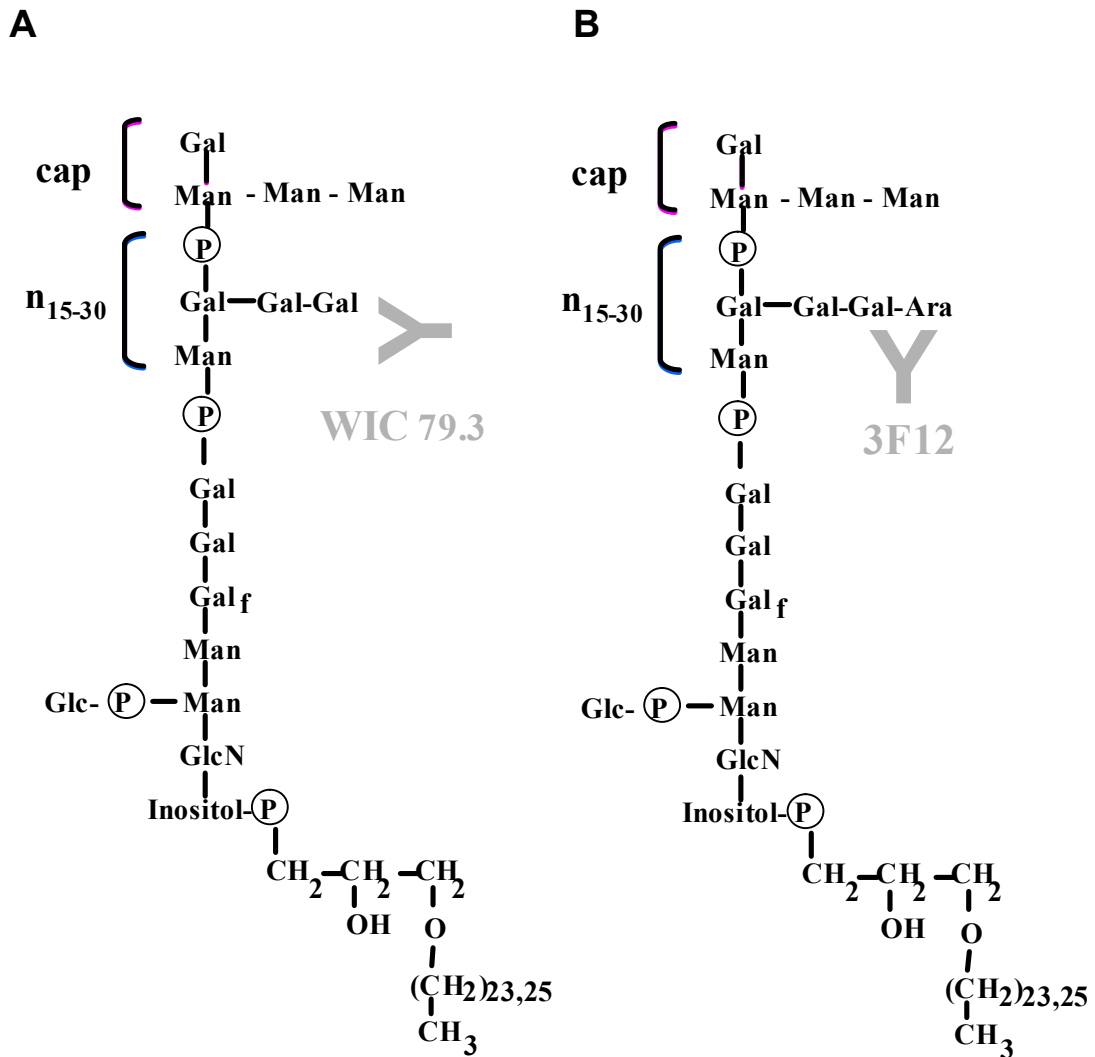 A
Gal
cap
Man - Man - Man
P
n15-30
Gal Gal-Gal
Man
P
WIC 79.3
Gal
Gal
Galf
Man
Glc- P Man
GlcN
Inositol- P
CH2 CH2 CH2
OH O
(CH2)23,25
CH3
B
Gal
cap
Man - Man - Man
P
n15-30
Gal Gal-Gal-Ara
Man
P
3F12
Gal
Gal
Galf
Man
Glc- P Man
GlcN
Inositol- P
CH2 CH2 CH2
OH O
(CH2)23,25
CH3